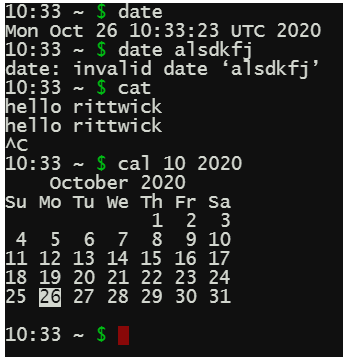 10:33 ~ $ date
Mon Oct 26 10:33:23 UTC 2020
10:33 ~ $ date alsdkfj
date: invalid date ‘alsdkfj’
10:33 ~ $ cat
hello rittwick
hello rittwick
^C
10:33 ~ $ cal 10 2020
    October 2020
Su Mo Tu We Th Fr Sa
             1  2  3
 4  5  6  7  8  9 10
11 12 13 14 15 16 17
18 19 20 21 22 23 24
25 26 27 28 29 30 31
10:33 ~ $